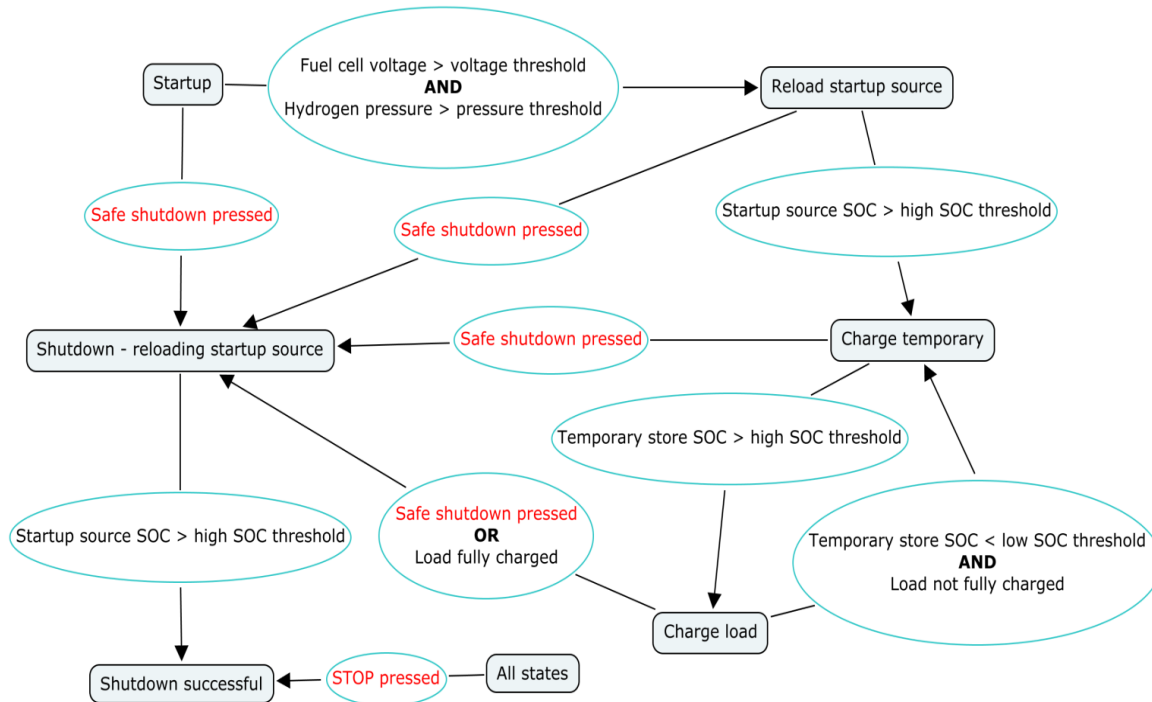 Fuel cell voltage > voltage threshold
AND
Hydrogen pressure > pressure threshold
Startup
Reload startup source
Safe shutdown pressed
Safe shutdown pressed
Startup source SOC > high SOC threshold
Shutdown - reloading startup source
Safe shutdown pressed
Charge temporary
Temporary store SOC > high SOC threshold
Startup source SOC > high SOC threshold
Safe shutdown pressed
OR
Load fully charged
Temporary store SOC < low SOC threshold
AND
Load not fully charged
Charge load
Shutdown successful
STOP pressed
All states